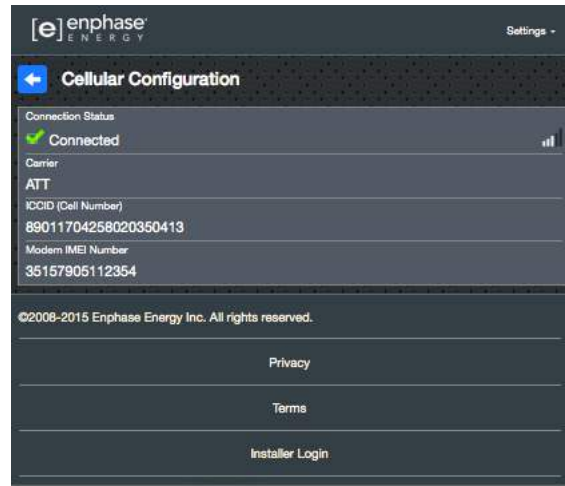 [e] enphase
ENERGY
Settings
Cellular Configuration
Connection Status
Connected
Carrier
ATT
ICCID (Cell Number)
89011704258020350413
Modem IMEI Number
35157905112354
©2008-2015 Enphase Energy Inc. All rights reserved.
Privacy
Terms
Installer Login